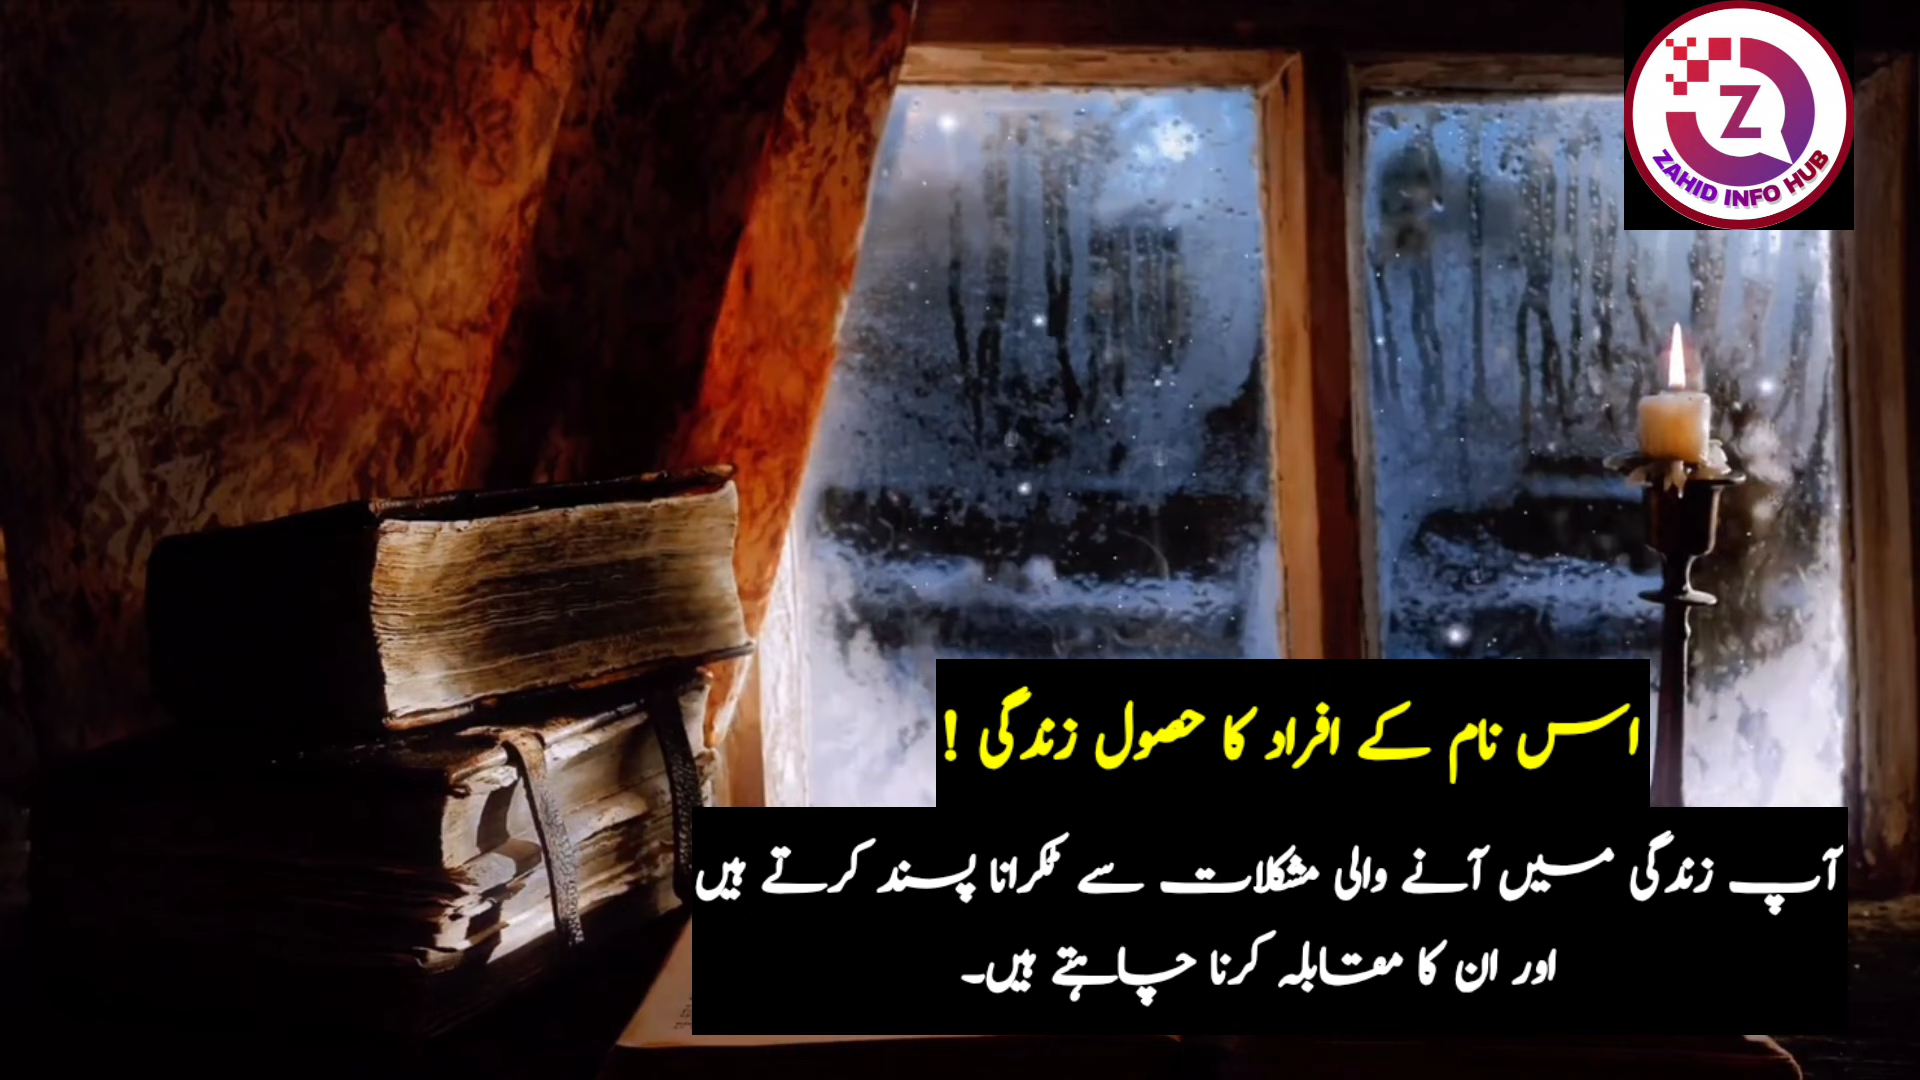 ZAHID INFO HUB
Z
اس نام کے افراد کا حصول زندگی !
آپ زندگی میں آنے والی مشکلات سے ٹکرانا پسند کرتے ہیں
اور ان کا مقابلہ کرنا چاہتے ہیں۔